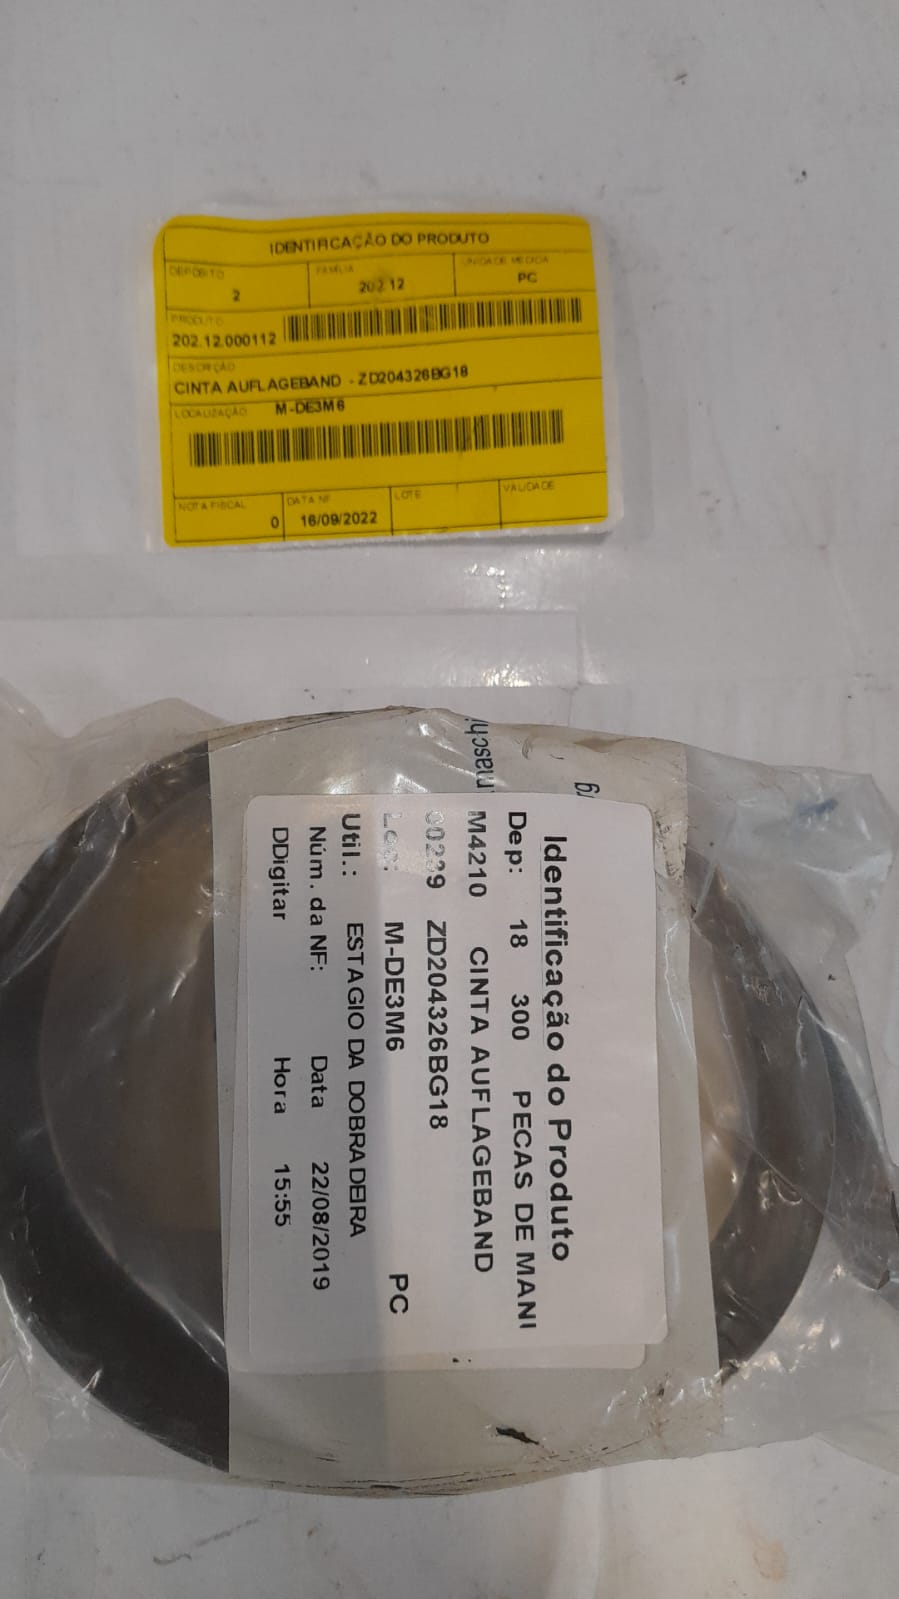 IDENTIFICAÇÃO DO PRODUTO
DEPÓSITO FAMÍLIA UNIDADE MEDIDA
2 202.12 PC
PRODUTO
202.12.000112
DESCRIÇÃO
CINTA AUFLAGEBAND - ZD204326BG18
LOCALIZAÇÃO M-DE3M6
NOTA FISCAL DATA NF LOTE VALIDADE
0 16/09/2022
Identificação do Produto
Dep: 18 300 PECAS DE MANI
M4210 CINTA AUFLAGEBAND
ZD204326BG18
M-DE3M6 PC
Util.: ESTAGIO DA DOBRADEIRA
Núm. da NF: Data 22/08/2019
DDigitar Hora 15:55